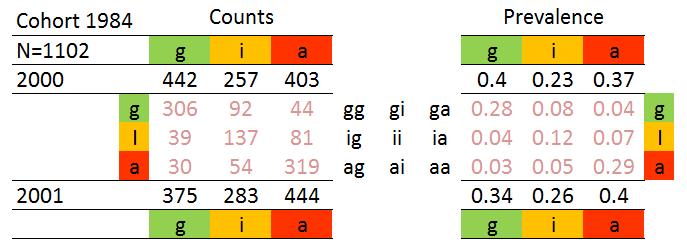 Cohort 1984 Counts Prevalence
N=1102 g i a g i a
2000 442 257 403 0.4 0.23 0.37
g 306 92 44 gg gi ga 0.28 0.08 0.04 g
I 39 137 81 ig ii ia 0.04 0.12 0.07 I
a 30 54 319 ag ai aa 0.03 0.05 0.29 a
2001 375 283 444 0.34 0.26 0.4
g i a g i a